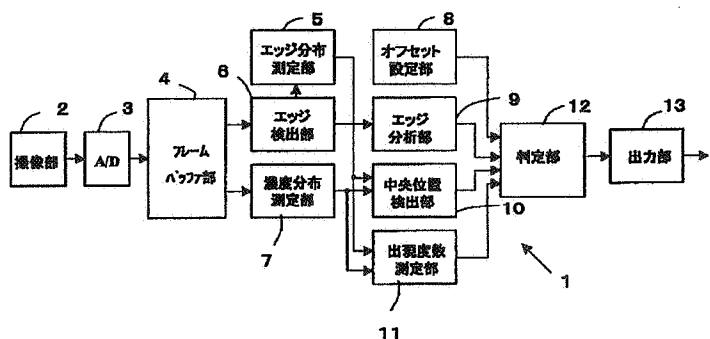 5
8
エッジ分布
測定部
オフセット
設定部
4
6
2
3
9
12
13
撮像部
A/D
フレーム
バッファ部
エッジ
検出部
エッジ
分析部
判定部
出力部
濃度分布
測定部
中央位置
検出部
7
10
出現度数
測定部
1
11